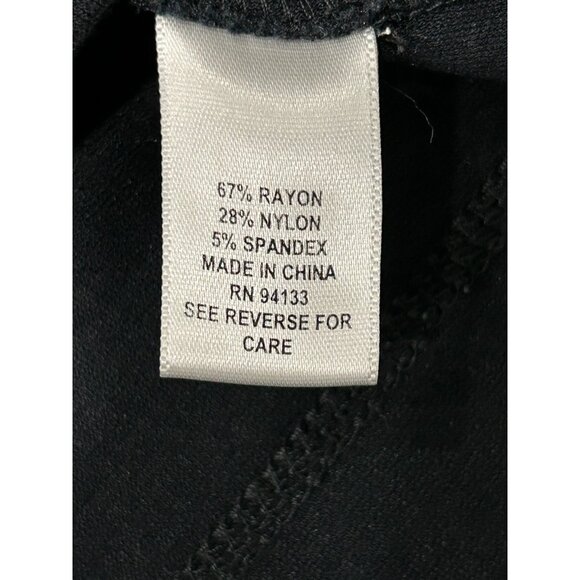 67% RAYON
28% NYLON
5% SPANDEX
MADE IN CHINA
RN 94133
SEE REVERSE FOR
CARE